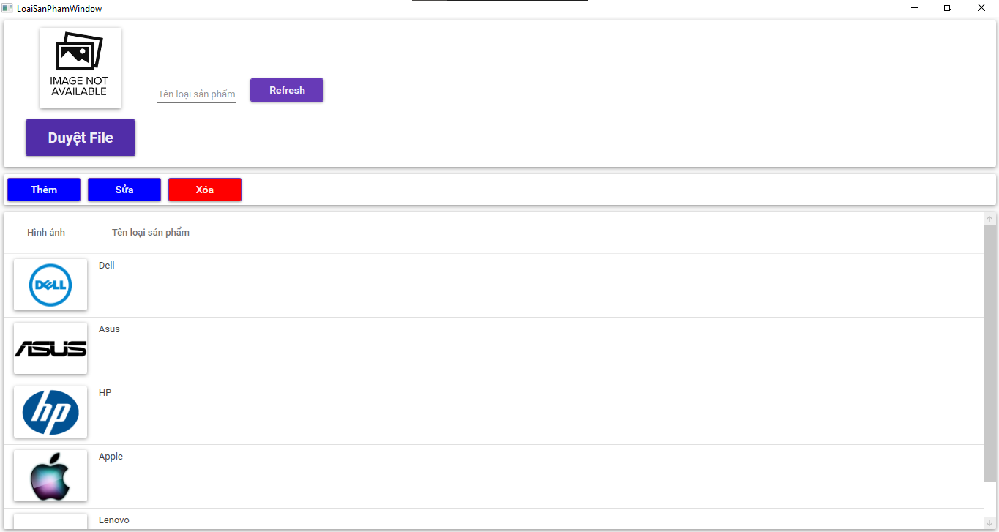 LoaiSanPhamWindow
IMAGE NOT
AVAILABLE
Tên loại sản phẩm
Refresh
Duyệt File
Thêm
Sửa
Xóa
Hình ảnh
Tên loại sản phẩm
DELL
Dell
ASUS
Asus
hp
HP
Apple
Lenovo